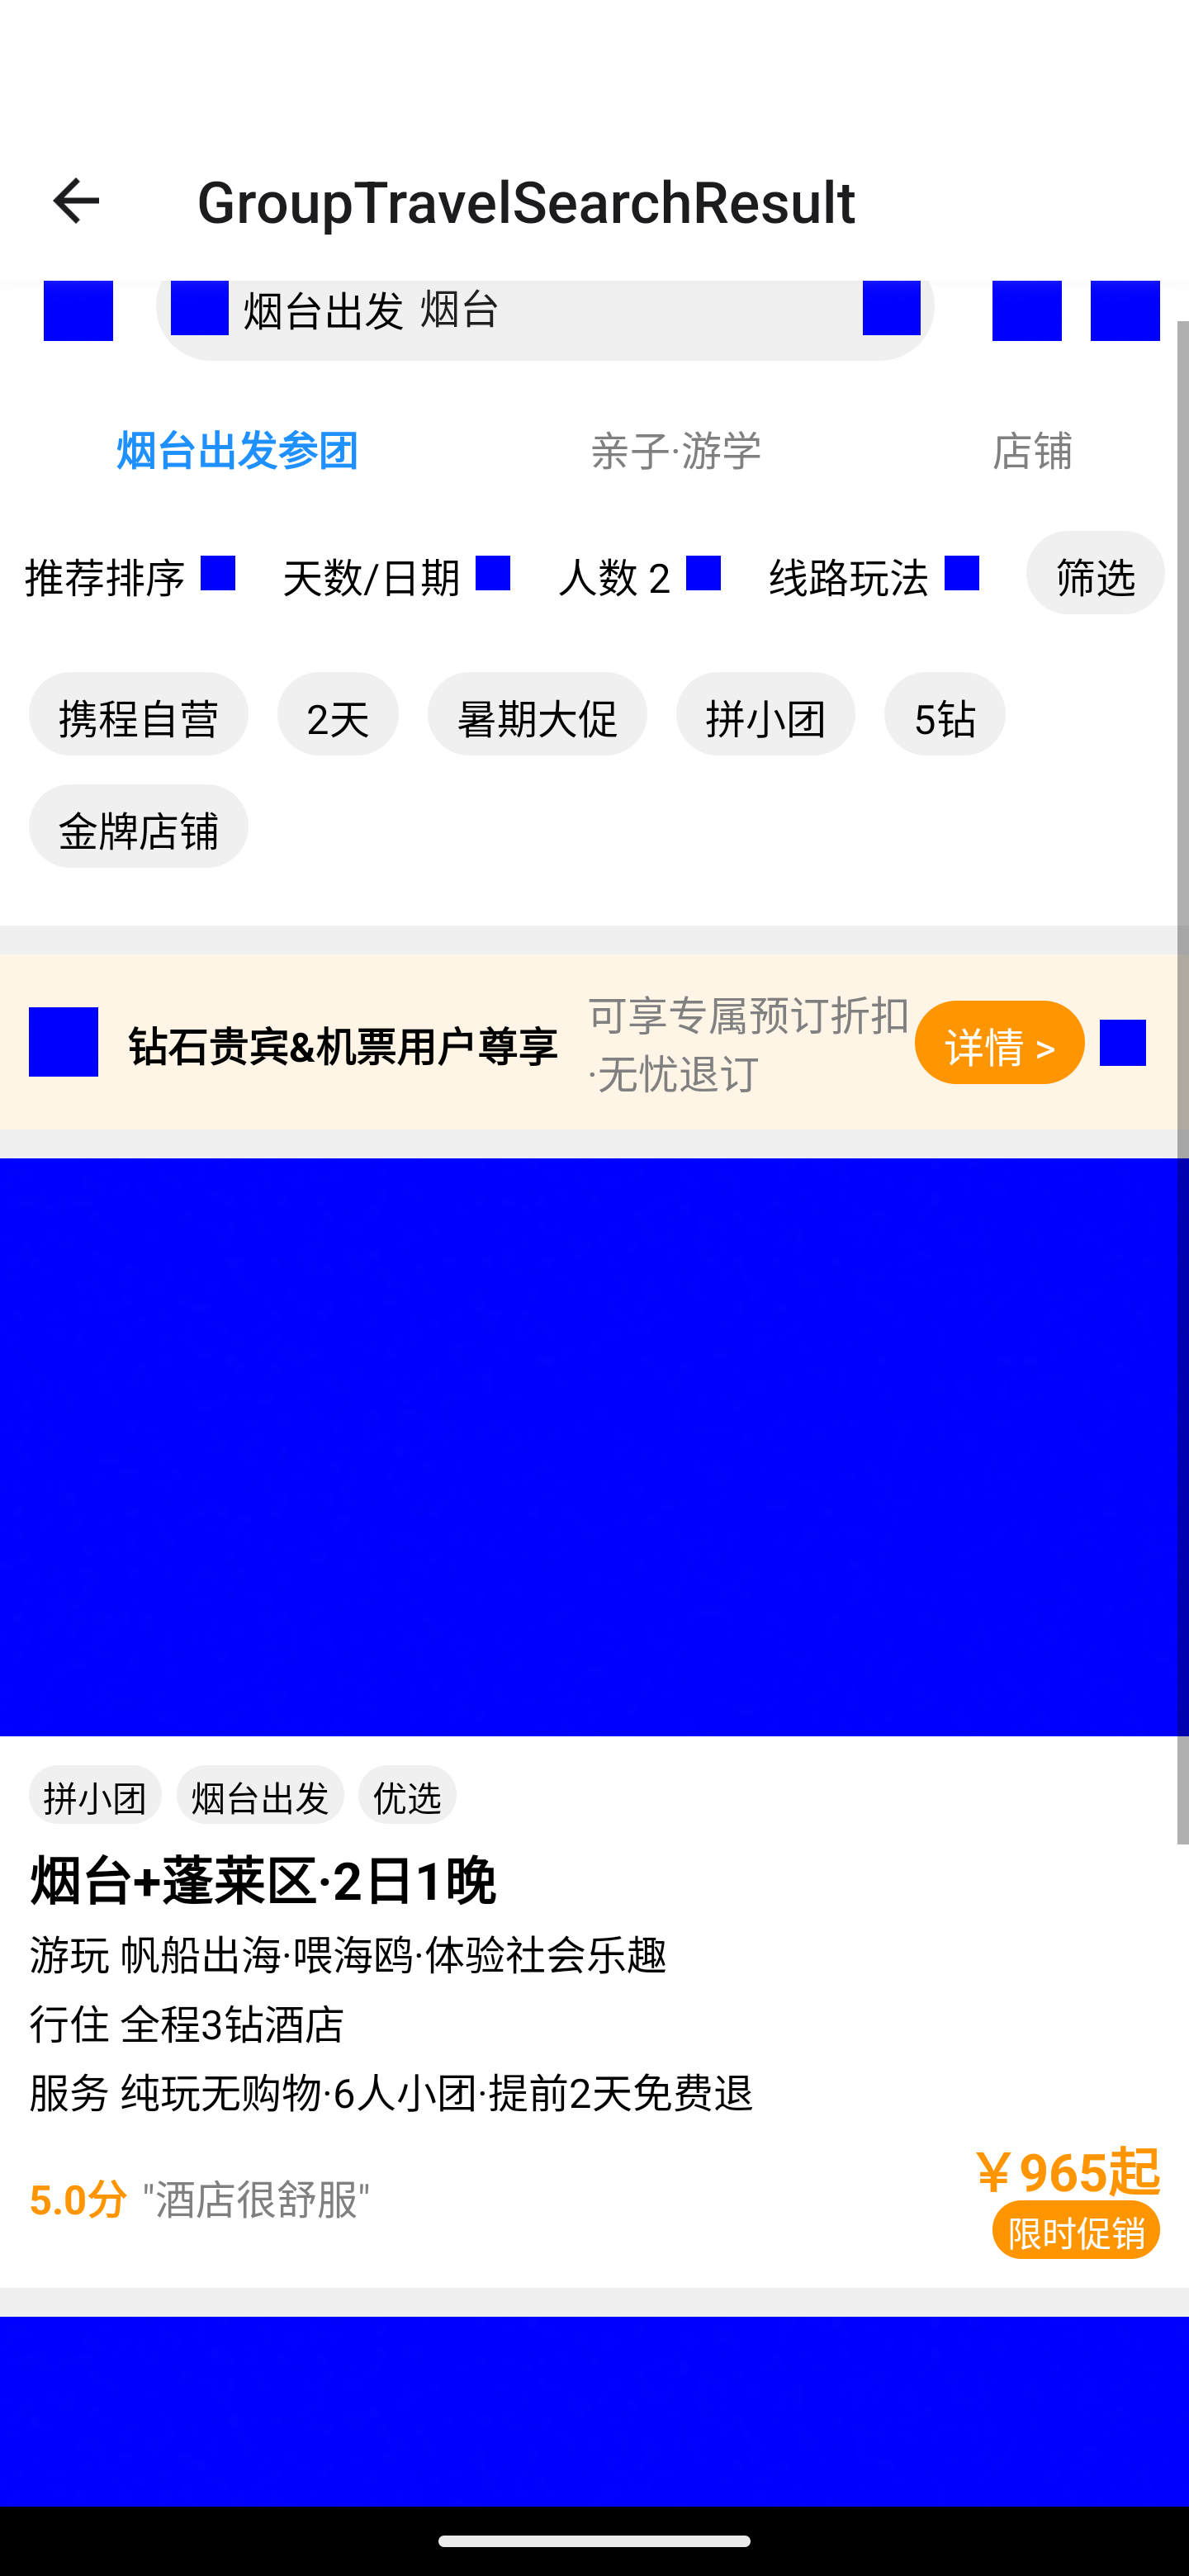 GroupTravelSearchResult
烟台出发 烟台
烟台出发参团 亲子·游学 店铺
推荐排序 天数/日期 人数 2 线路玩法 筛选
携程自营 2天 暑期大促 拼小团 5钻
金牌店铺
钻石贵宾&机票用户尊享
可享专属预订折扣
·无忧退订
详情 >
拼小团 烟台出发 优选
烟台+蓬莱区·2日1晚
游玩 帆船出海·喂海鸥·体验社会乐趣
行住 全程3钻酒店
服务 纯玩无购物·6人小团·提前2天免费退
5.0分 "酒店很舒服"
￥965起
限时促销